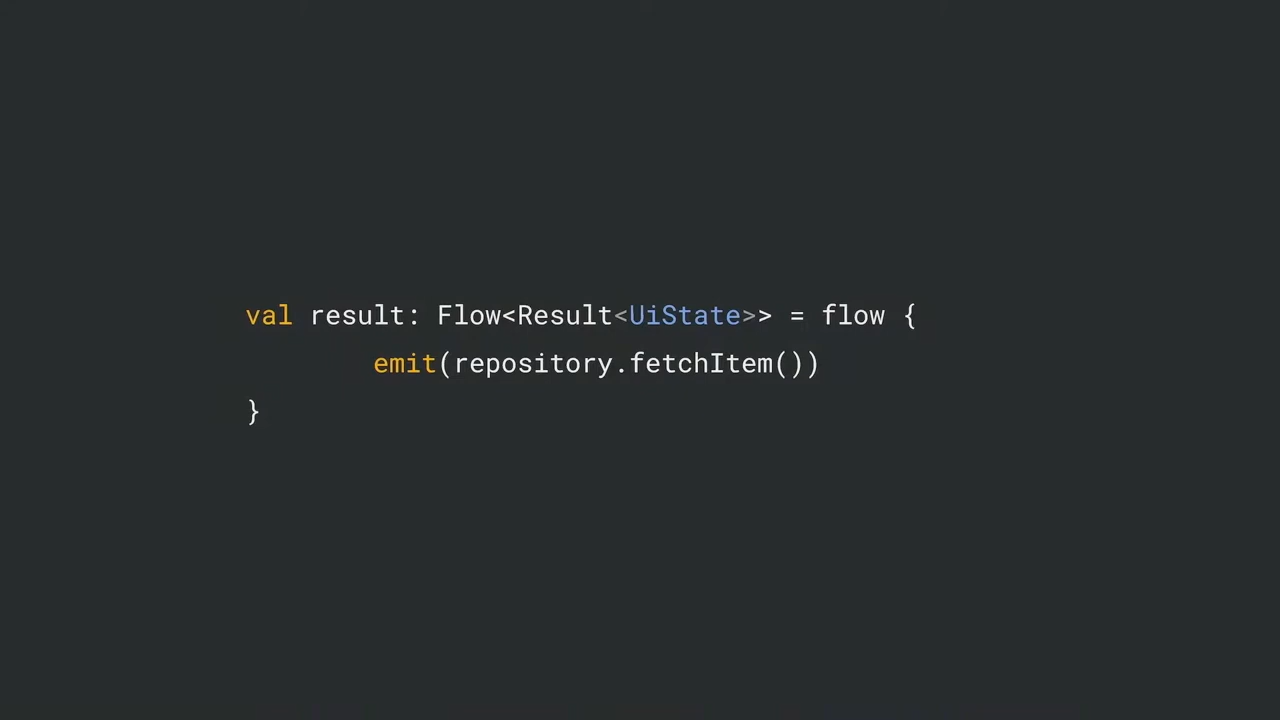 val result: Flow<Result<UiState>> = flow {
        emit(repository.fetchItem())
}